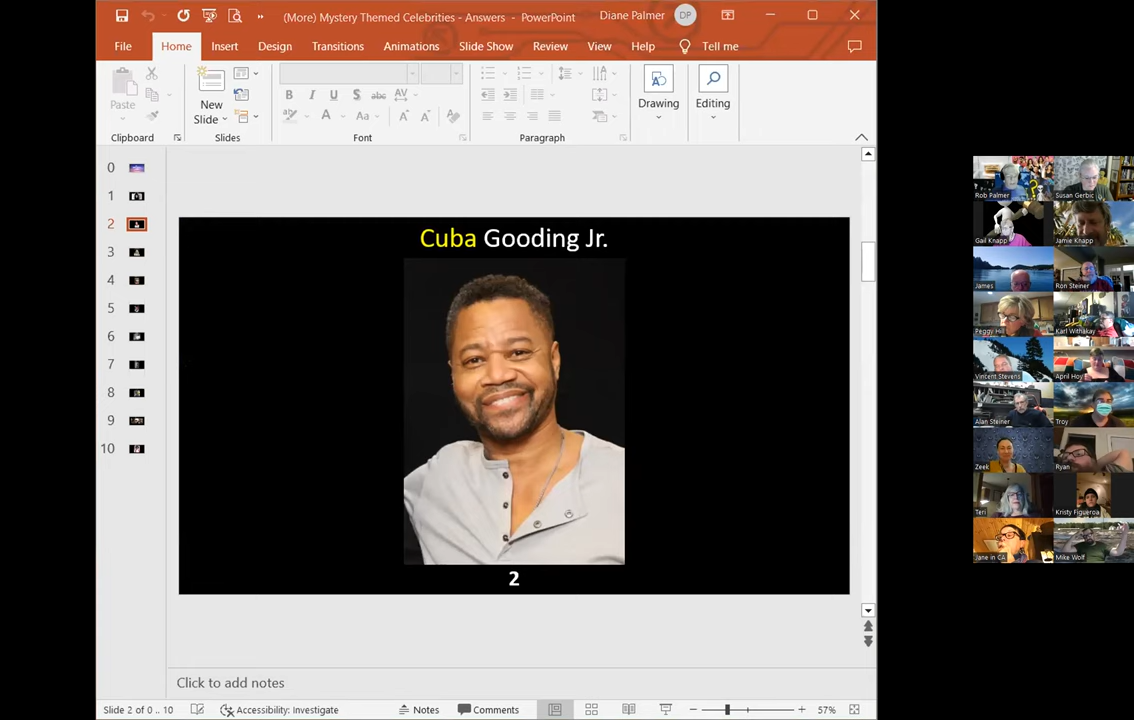 (More) Mystery Themed Celebrities - Answers - PowerPoint
Diane Palmer
DP
File
Home
Insert
Design
Transitions
Animations
Slide Show
Review
View
Help
Tell me
Paste
New
Slide
Drawing
Editing
Clipboard
Slides
Font
Paragraph
0
1
2
3
4
5
6
7
8
9
10
Cuba Gooding Jr.
2
Click to add notes
Slide 2 of 0 .. 10
Accessibility: Investigate
Notes
Comments
57%
Rob Palmer
Susan Gerbic
Gail Knapp
Jamie Knapp
James
Ron Steiner
Peggy Hill
Karl Withakay
Vincent Stevens
April Hoy
Alan Steiner
Troy
Zeek
Ryan
Teri
Kristy Figueroa
Jane in CA
Mike Wolf